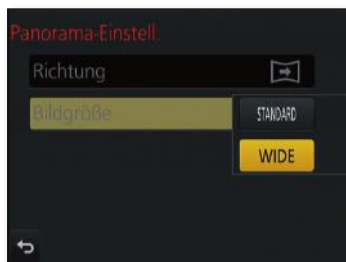 Panorama-Einstell.
Richtung
Bildgröße
STANDARD
WIDE